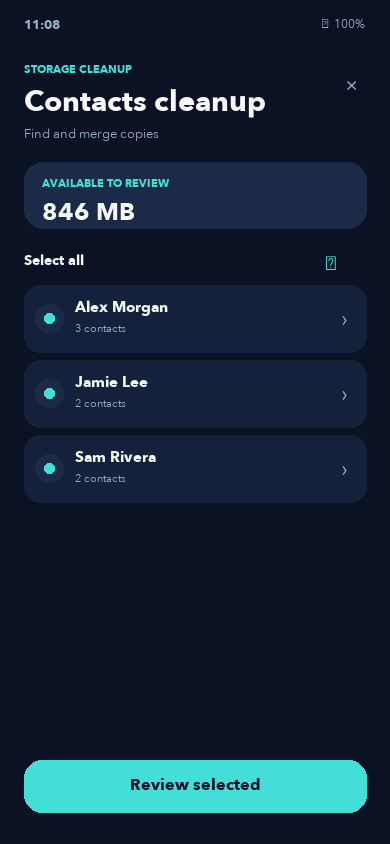 11:08
100%
STORAGE CLEANUP
×
Contacts cleanup
Find and merge copies
AVAILABLE TO REVIEW
846 MB
Select all
Alex Morgan
3 contacts
›
Jamie Lee
2 contacts
›
Sam Rivera
2 contacts
›
Review selected